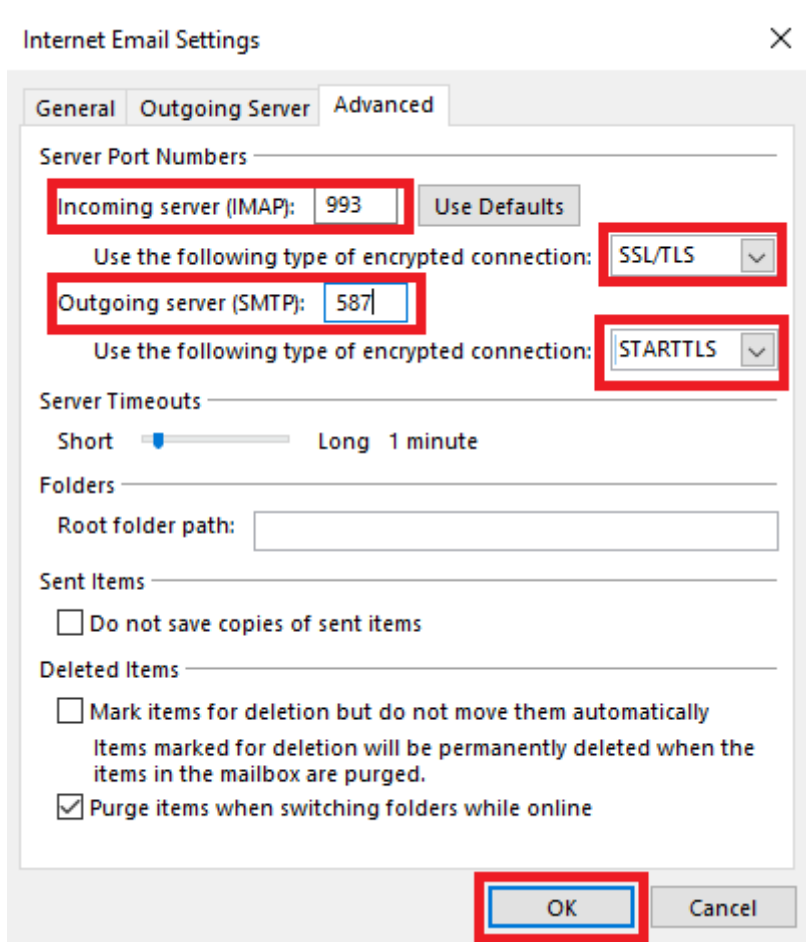 Internet Email Settings
General Outgoing Server Advanced
Server Port Numbers
Incoming server (IMAP): 993 Use Defaults
Use the following type of encrypted connection: SSL/TLS
Outgoing server (SMTP): 587
Use the following type of encrypted connection: STARTTLS
Server Timeouts
Short Long 1 minute
Folders
Root folder path:
Sent Items
Do not save copies of sent items
Deleted Items
Mark items for deletion but do not move them automatically
Items marked for deletion will be permanently deleted when the
items in the mailbox are purged.
Purge items when switching folders while online
OK Cancel